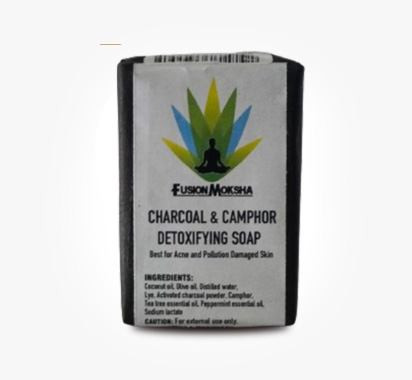 FUSION MOKSHA
CHARCOAL & CAMPHOR
DETOXIFYING SOAP
Best for Acne and Pollution Damaged Skin
INGREDIENTS:
Coconut oil, Olive oil, Distilled water,
Lye, Activated charcoal powder, Camphor,
Tea tree essential oil, Peppermint essential oil,
Sodium lactate
CAUTION: For external use only.